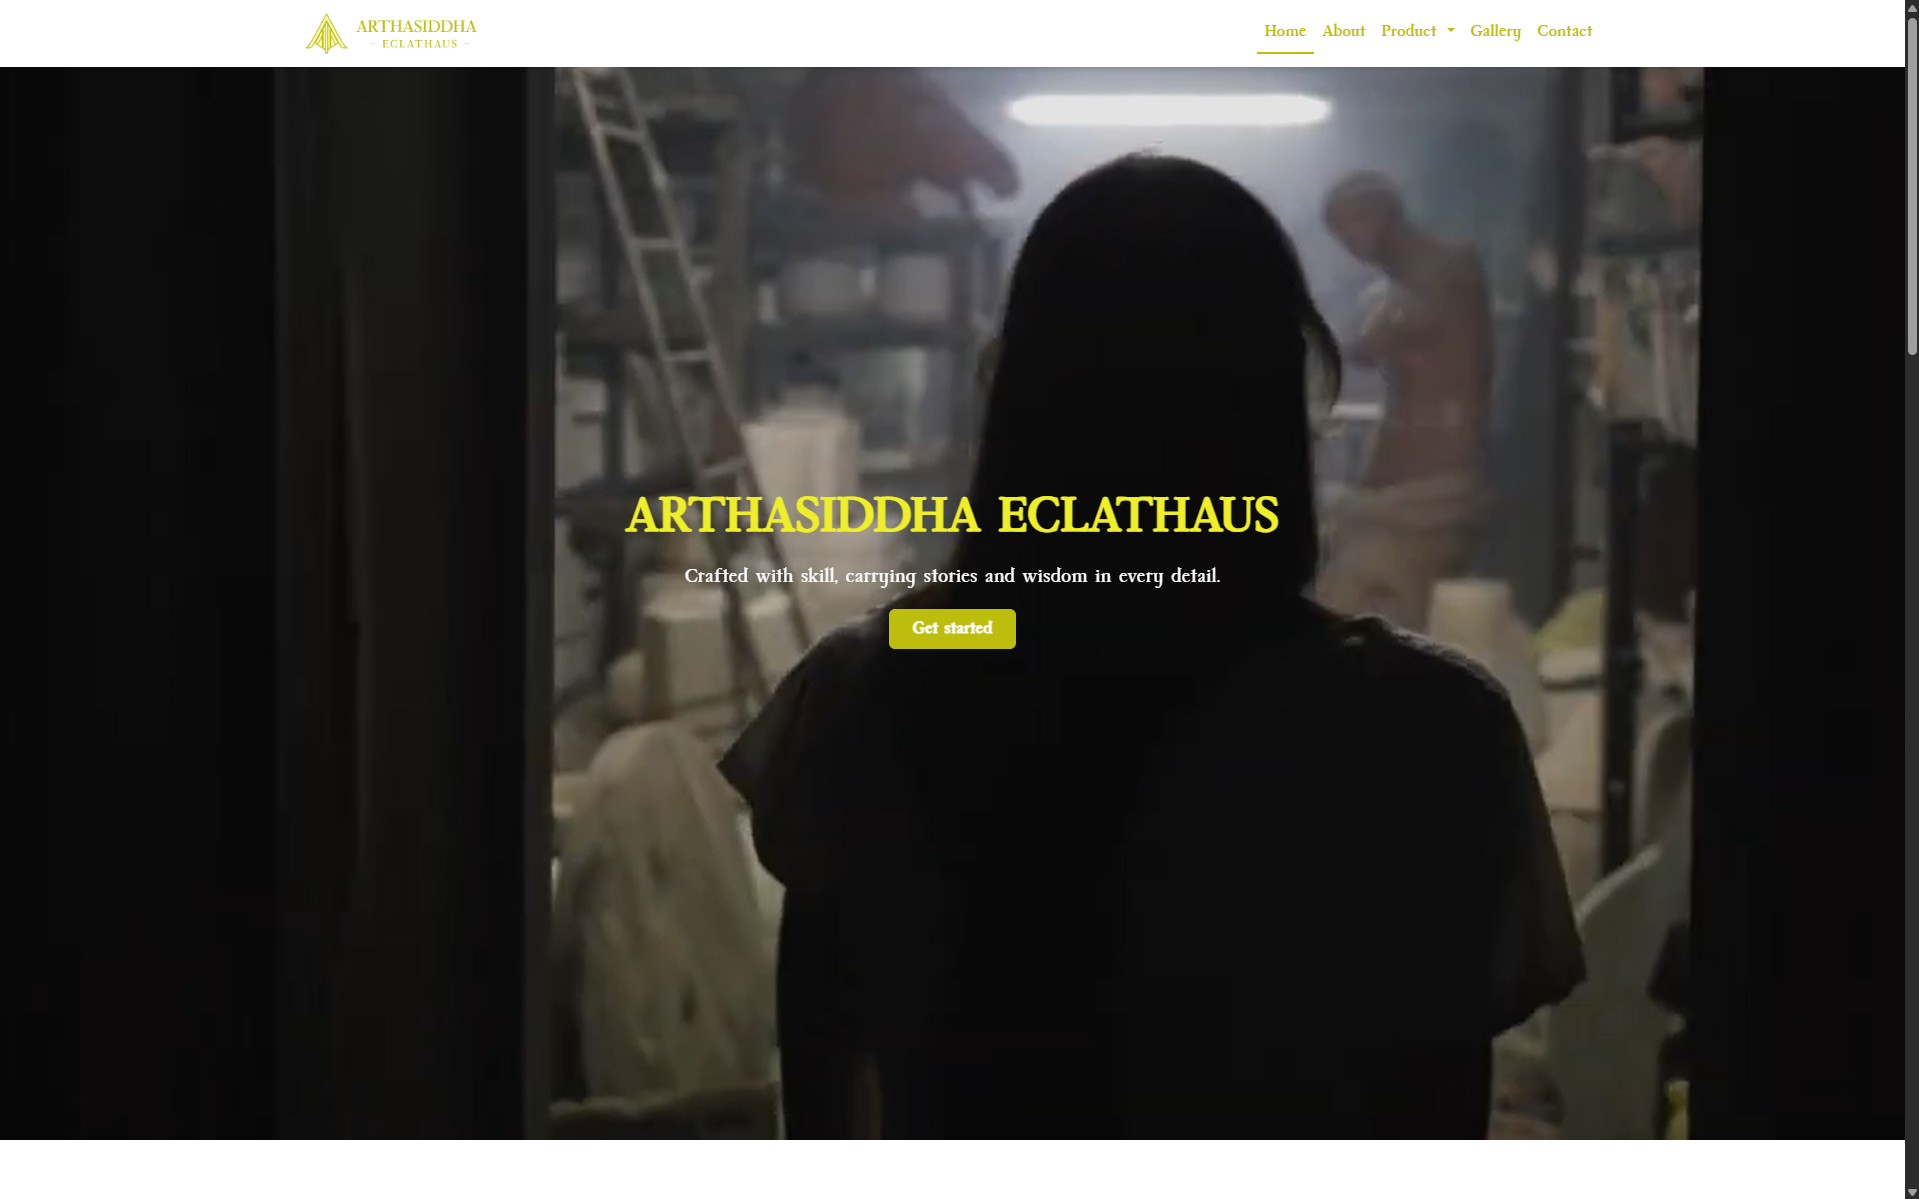 ARTHASIDDHA
- ECLATHAUS -
Home About Product Gallery Contact
ARTHASIDDHA ECLATHAUS
Crafted with skill, carrying stories and wisdom in every detail.
Get started